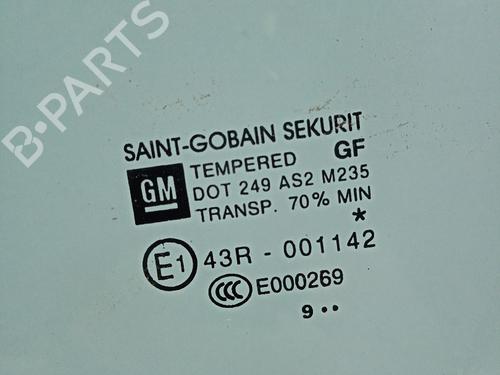 B-PARTS
SAINT-GOBAIN SEKURIT
TEMPERED GF
GM
DOT 249 AS2 M235
TRANSP. 70% MIN
*
E1 43R - 001142
CCC E000269
9 ••